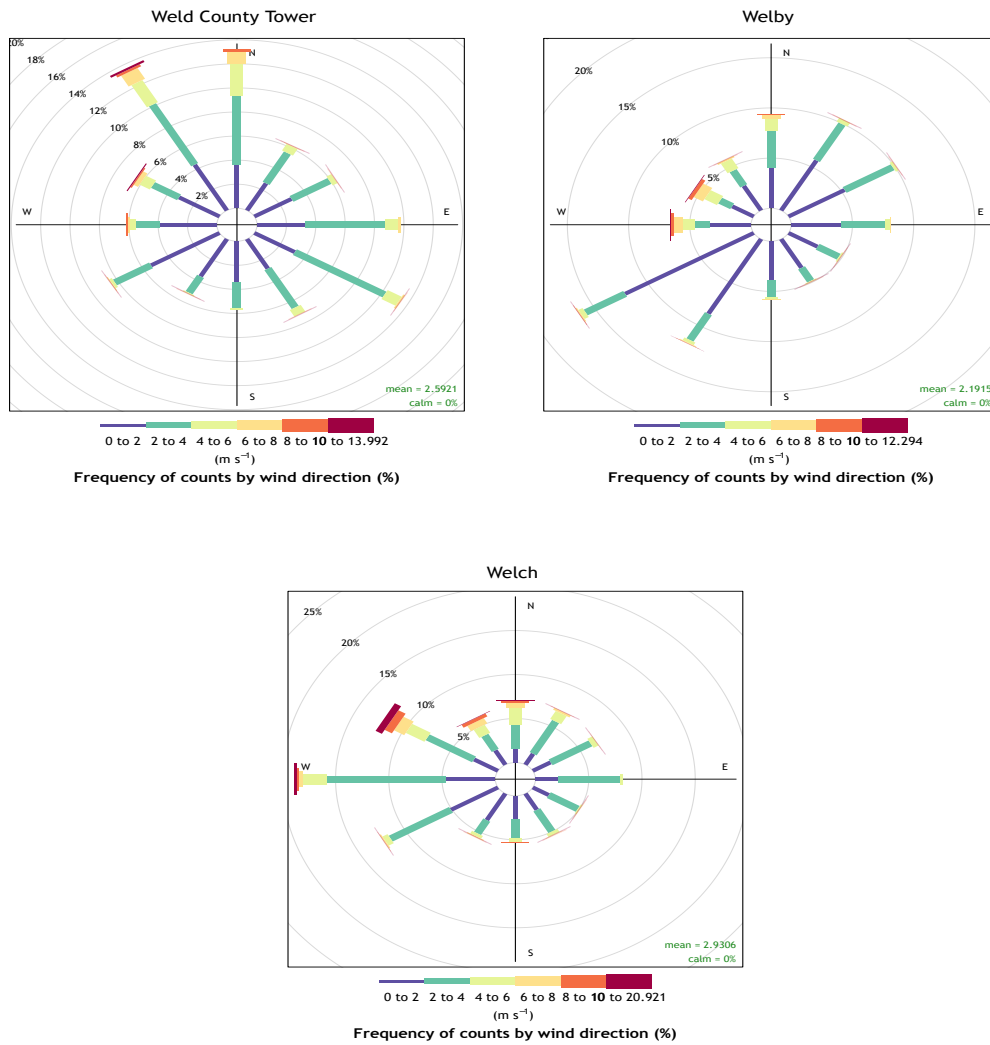 Weld County Tower
0%
18%
16%
14%
12%
10%
8%
6%
4%
2%
N
W
E
S
mean = 2.5921
calm = 0%
0 to 2 2 to 4 4 to 6 6 to 8 8 to 10 to 13.992
(m s⁻¹)
Frequency of counts by wind direction (%)
Welby
20%
15%
10%
5%
N
W
E
S
mean = 2.1915
calm = 0%
0 to 2 2 to 4 4 to 6 6 to 8 8 to 10 to 12.294
(m s⁻¹)
Frequency of counts by wind direction (%)
Welch
25%
20%
15%
10%
5%
N
W
E
S
mean = 2.9306
calm = 0%
0 to 2 2 to 4 4 to 6 6 to 8 8 to 10 to 20.921
(m s⁻¹)
Frequency of counts by wind direction (%)